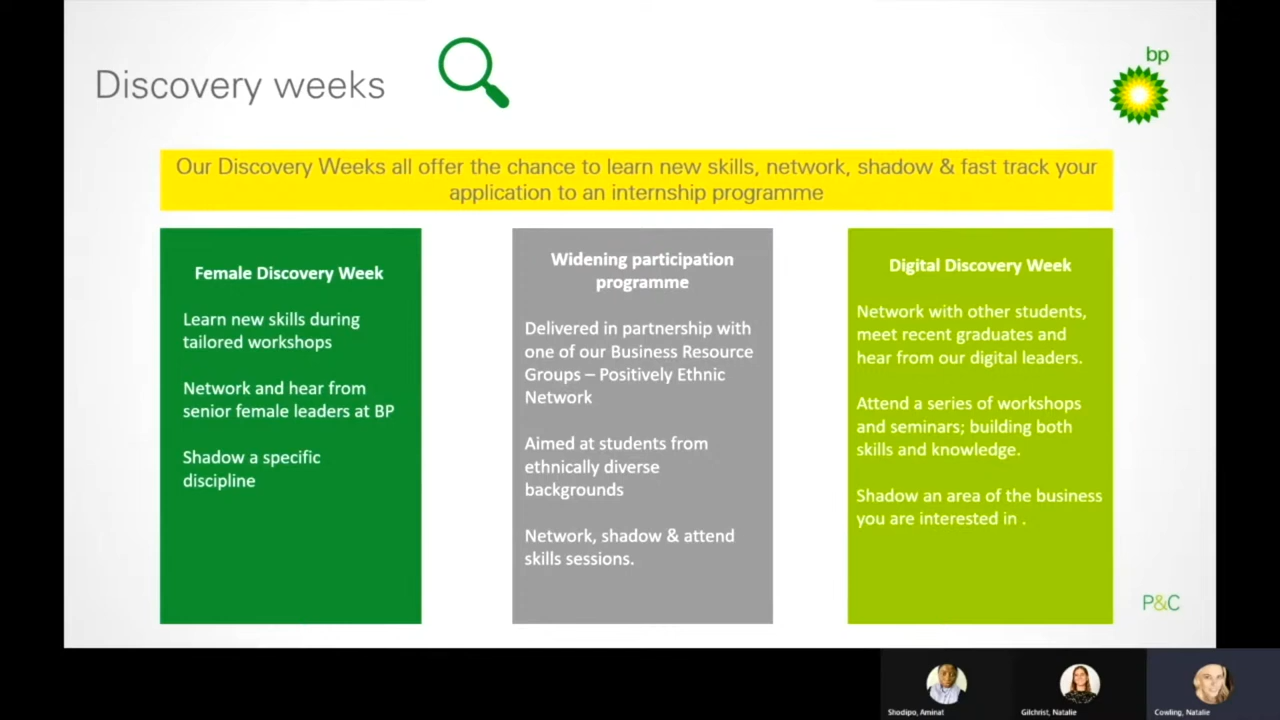 Discovery weeks
bp
Our Discovery Weeks all offer the chance to learn new skills, network, shadow & fast track your
application to an internship programme
Female Discovery Week
Learn new skills during
tailored workshops
Network and hear from
senior female leaders at BP
Shadow a specific
discipline
Widening participation
programme
Delivered in partnership with
one of our Business Resource
Groups – Positively Ethnic
Network
Aimed at students from
ethnically diverse
backgrounds
Network, shadow & attend
skills sessions.
Digital Discovery Week
Network with other students,
meet recent graduates and
hear from our digital leaders.
Attend a series of workshops
and seminars; building both
skills and knowledge.
Shadow an area of the business
you are interested in .
P&C
Shodipo, Aminat
Gilchrist, Natalie
Cowling, Natalie